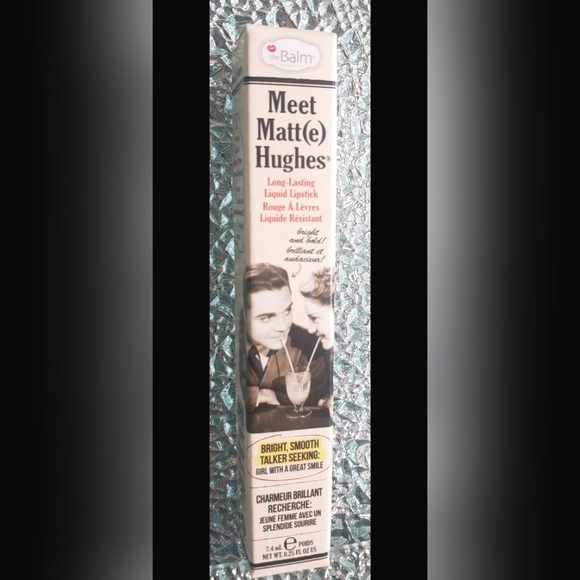 theBalm
Meet
Matt(e)
Hughes®
Long-Lasting
Liquid Lipstick
Rouge À Lèvres
Liquide Résistant
bright
and bold!
brillant et
audacieux!
BRIGHT, SMOOTH
TALKER SEEKING:
GIRL WITH A GREAT SMILE
CHARMEUR BRILLANT
RECHERCHE:
JEUNE FEMME AVEC UN
SPLENDIDE SOURIRE
7.4 mL ℮ POIDS
NET WT. 0.25 FL OZ US